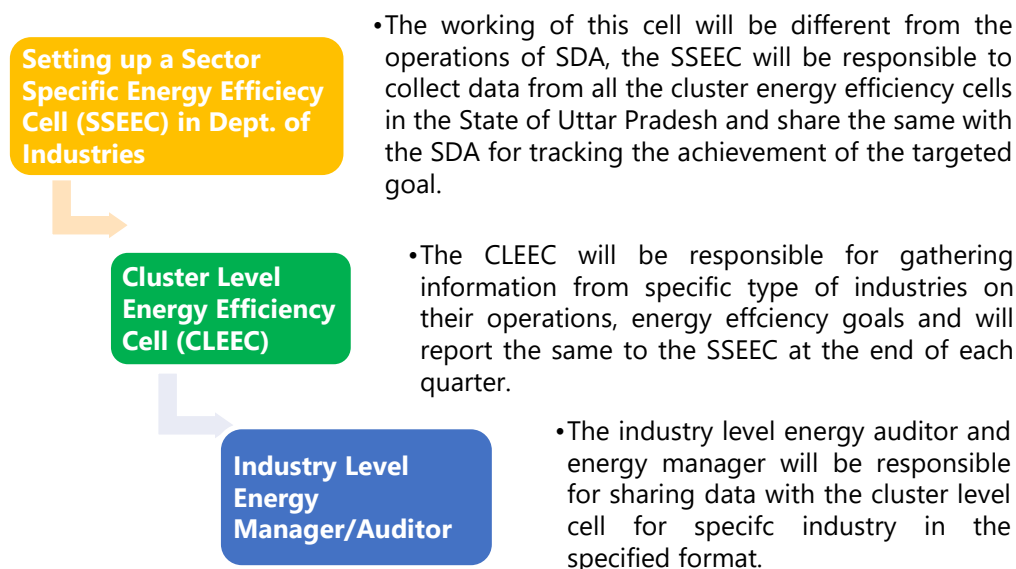 Setting up a Sector
Specific Energy Efficiecy
Cell (SSEEC) in Dept. of
Industries
•The working of this cell will be different from the
operations of SDA, the SSEEC will be responsible to
collect data from all the cluster energy efficiency cells
in the State of Uttar Pradesh and share the same with
the SDA for tracking the achievement of the targeted
goal.
Cluster Level
Energy Efficiency
Cell (CLEEC)
•The CLEEC will be responsible for gathering
information from specific type of industries on
their operations, energy effciency goals and will
report the same to the SSEEC at the end of each
quarter.
Industry Level
Energy
Manager/Auditor
•The industry level energy auditor and
energy manager will be responsible
for sharing data with the cluster level
cell for specifc industry in the
specified format.